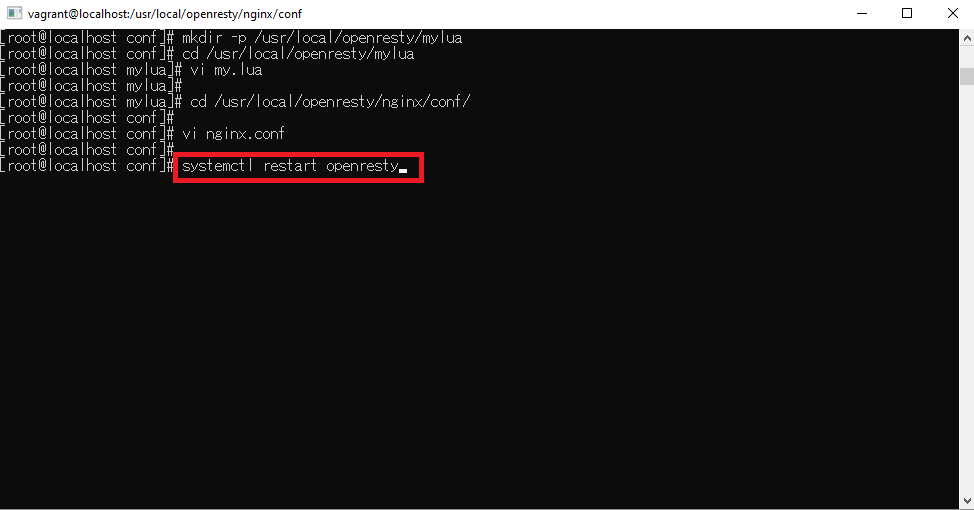 vagrant@localhost:/usr/local/openresty/nginx/conf
[root@localhost conf]# mkdir -p /usr/local/openresty/mylua
[root@localhost conf]# cd /usr/local/openresty/mylua
[root@localhost mylua]# vi my.lua
[root@localhost mylua]#
[root@localhost mylua]# cd /usr/local/openresty/nginx/conf/
[root@localhost conf]#
[root@localhost conf]# vi nginx.conf
[root@localhost conf]#
[root@localhost conf]# systemctl restart openresty